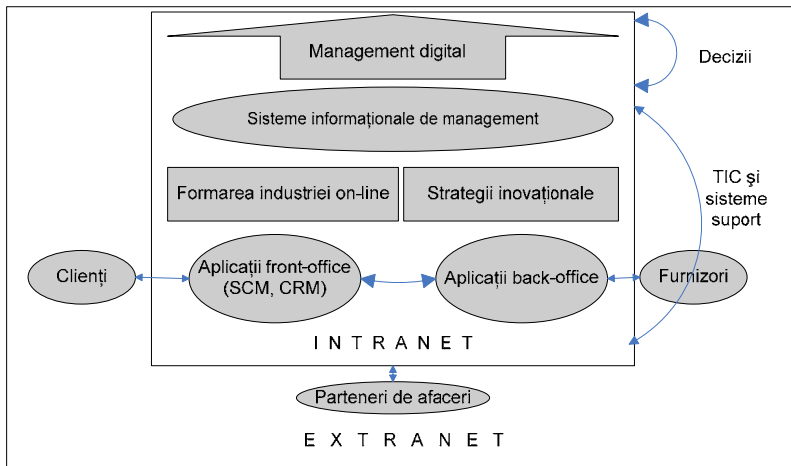 Management digital
Decizii
Sisteme informaționale de management
Formarea industriei on-line
Strategii inovaționale
TIC şi
sisteme
suport
Clienți
Aplicații front-office
(SCM, CRM)
Aplicații back-office
Furnizori
I N T R A N E T
Parteneri de afaceri
E X T R A N E T